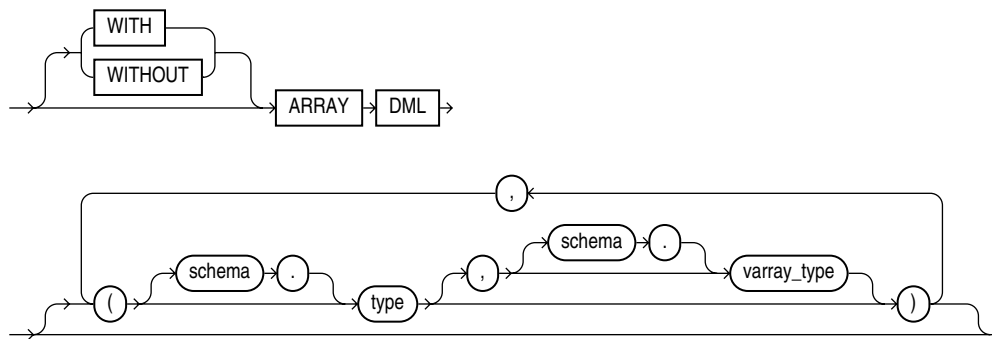 WITH
WITHOUT
ARRAY DML
,
schema .
schema . , varray_type
( type )